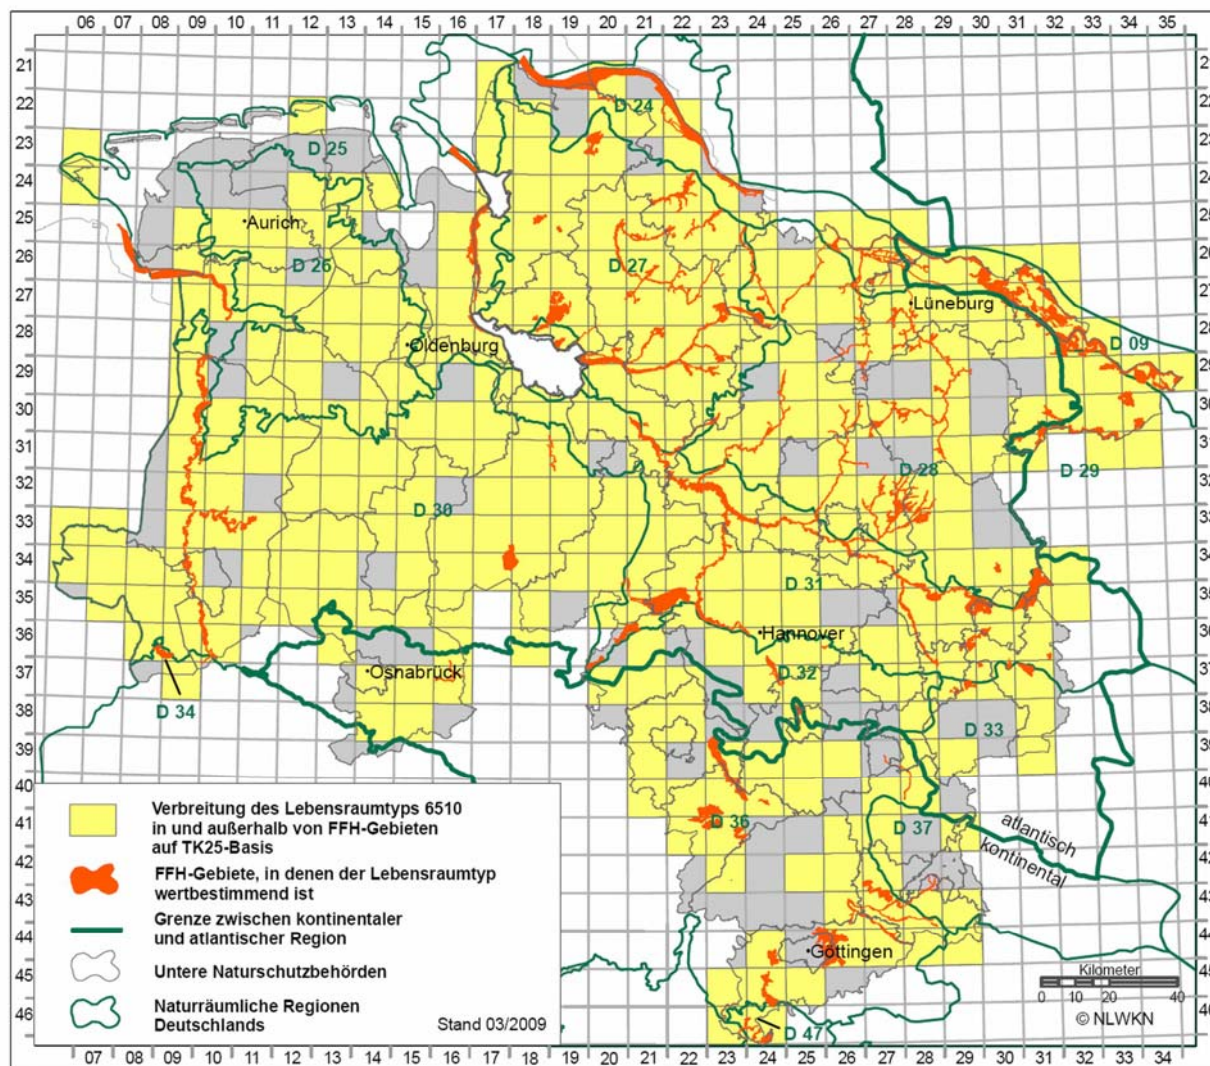 06 07 08 09 10 11 12 13 14 15 16 17 18 19 20 21 22 23 24 25 26 27 28 29 30 31 32 33 34 35
21
22
D 24
23
D 25
24
25
Aurich
26
D 26
D 27
27
Lüneburg
28
Oldenburg
D 09
29
30
31
D 28
D 29
32
D 30
33
34
D 31
35
36
Hannover
37
Osnabrück
D 32
38
D 34
D 33
39
40
D 36
D 37
41
atlantisch
kontinental
42
43
44
Göttingen
45
46
D 47
Verbreitung des Lebensraumtyps 6510
in und außerhalb von FFH-Gebieten
auf TK25-Basis
FFH-Gebiete, in denen der Lebensraumtyp
wertbestimmend ist
Grenze zwischen kontinentaler
und atlantischer Region
Untere Naturschutzbehörden
Naturräumliche Regionen
Deutschlands
Stand 03/2009
Kilometer
0 10 20 40
© NLWKN
07 08 09 10 11 12 13 14 15 16 17 18 19 20 21 22 23 24 25 26 27 28 29 30 31 32 33 34